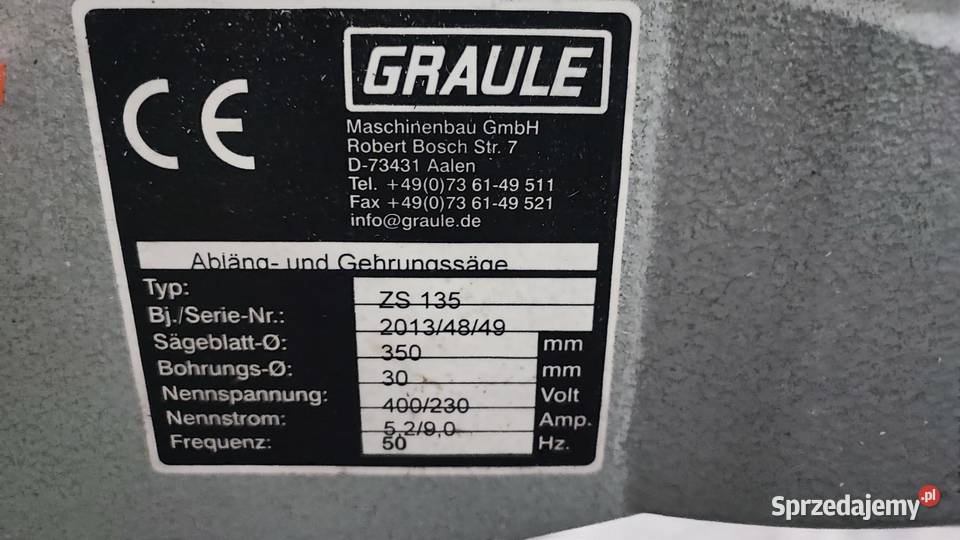 CE
GRAULE
Maschinenbau GmbH
Robert Bosch Str. 7
D-73431 Aalen
Tel. +49(0)73 61-49 511
Fax +49(0)73 61-49 521
info@graule.de
Abläng- und Gehrungssäge
Typ: ZS 135
Bj./Serie-Nr.: 2013/48/49
Sägeblatt-Ø: 350 mm
Bohrungs-Ø: 30 mm
Nennspannung: 400/230 Volt
Nennstrom: 5,2/9,0 Amp.
Frequenz: 50 Hz.
Sprzedajemy.pl